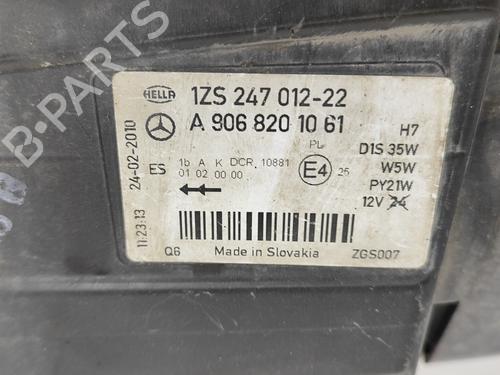 HELLA
1ZS 247 012-22
A 906 820 10 61
H7
D1S 35W
W5W
PY21W
12V 24
24-02-2010
11:23:13
ES
1b A K DCR, 10881
01 02 00 00
PL
E4 25
Q6
Made in Slovakia
ZGS007